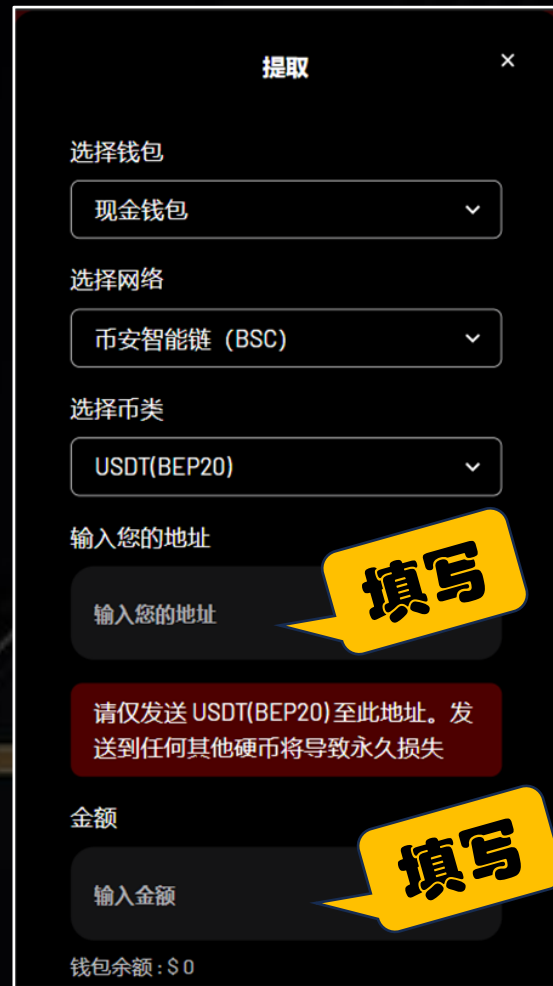 提取
×
选择钱包
现金钱包
选择网络
币安智能链（BSC）
选择币类
USDT(BEP20)
输入您的地址
填写
输入您的地址
请仅发送 USDT(BEP20) 至此地址。发
送到任何其他硬币将导致永久损失
金额
填写
输入金额
钱包余额 : $ 0